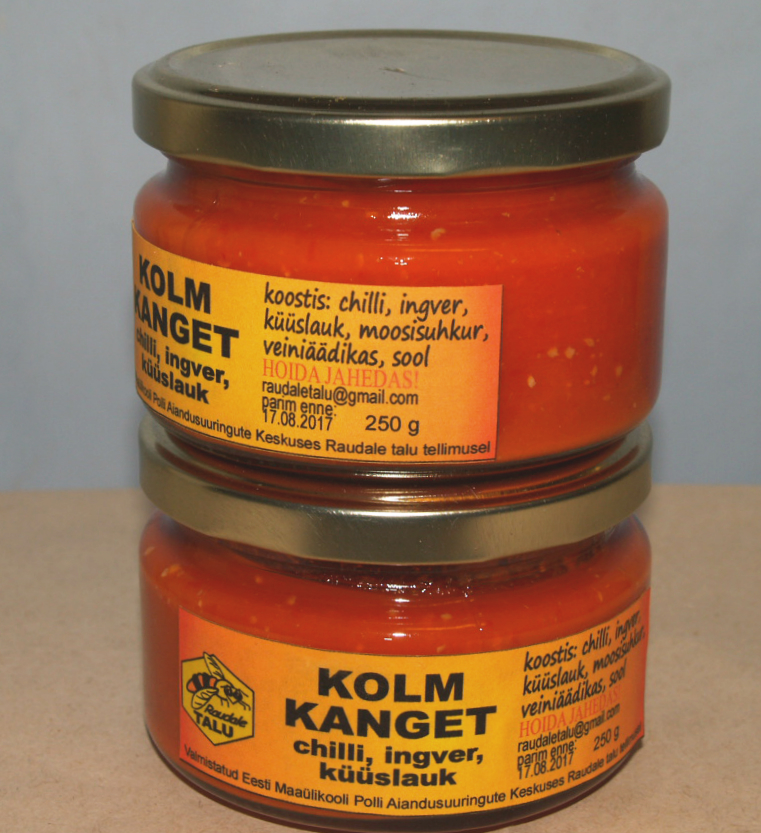 KOLM
KANGET
chilli, ingver,
küüslauk
koostis: chilli, ingver,
küüslauk, moosisuhkur,
veiniäädikas, sool
HOIDA JAHEDAS!
raudaletalu@gmail.com
parim enne:
17.08.2017 250 g
Polli Aiandusuuringute Keskuses Raudale talu tellimusel
Raudale
TALU
KOLM
KANGET
chilli, ingver,
küüslauk
koostis: chilli, ingver,
küüslauk, moosisuhkur,
veiniäädikas, sool
HOIDA JAHEDAS!
raudaletalu@gmail.com
parim enne:
17.08.2017 250 g
Valmistatud Eesti Maaülikooli Polli Aiandusuuringute Keskuses Raudale talu tellimusel